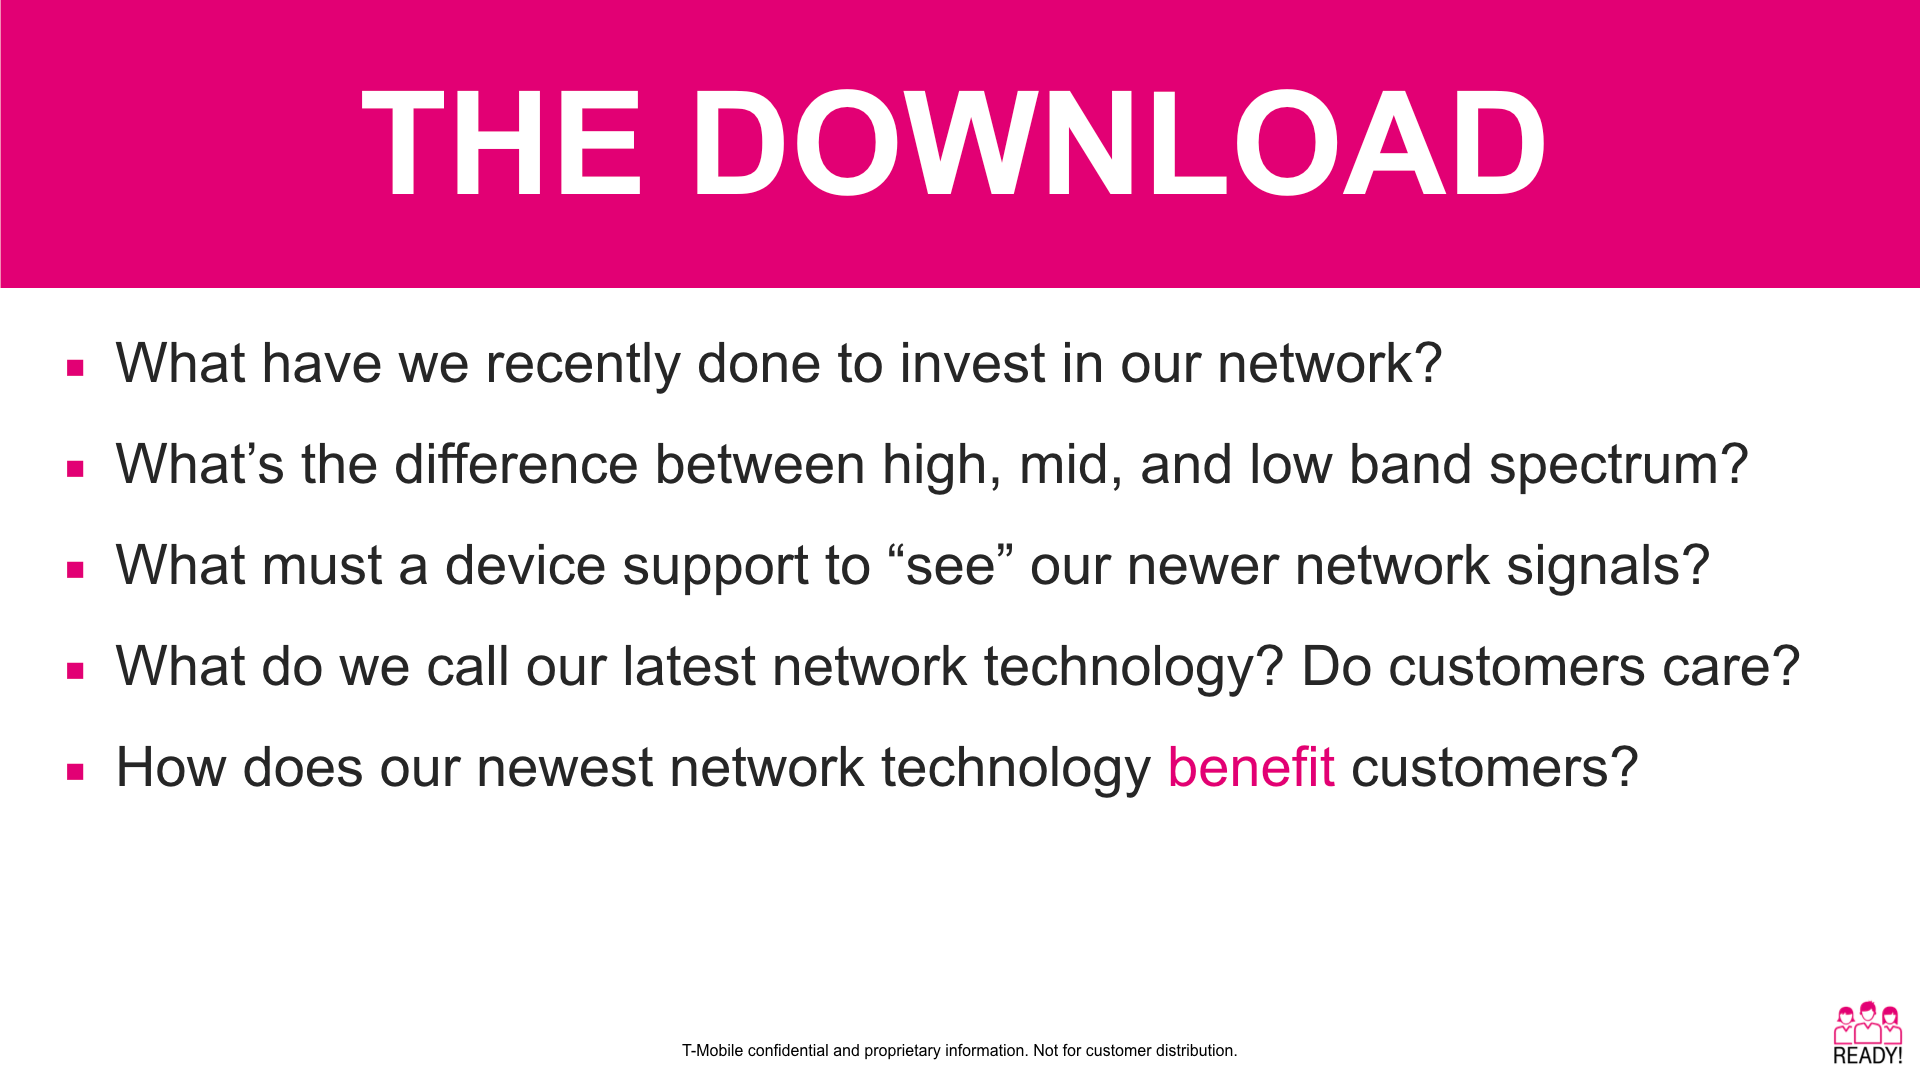 THE DOWNLOAD
What have we recently done to invest in our network?
What’s the difference between high, mid, and low band spectrum?
What must a device support to “see” our newer network signals?
What do we call our latest network technology? Do customers care?
How does our newest network technology benefit customers?
T-Mobile confidential and proprietary information. Not for customer distribution.
READY!